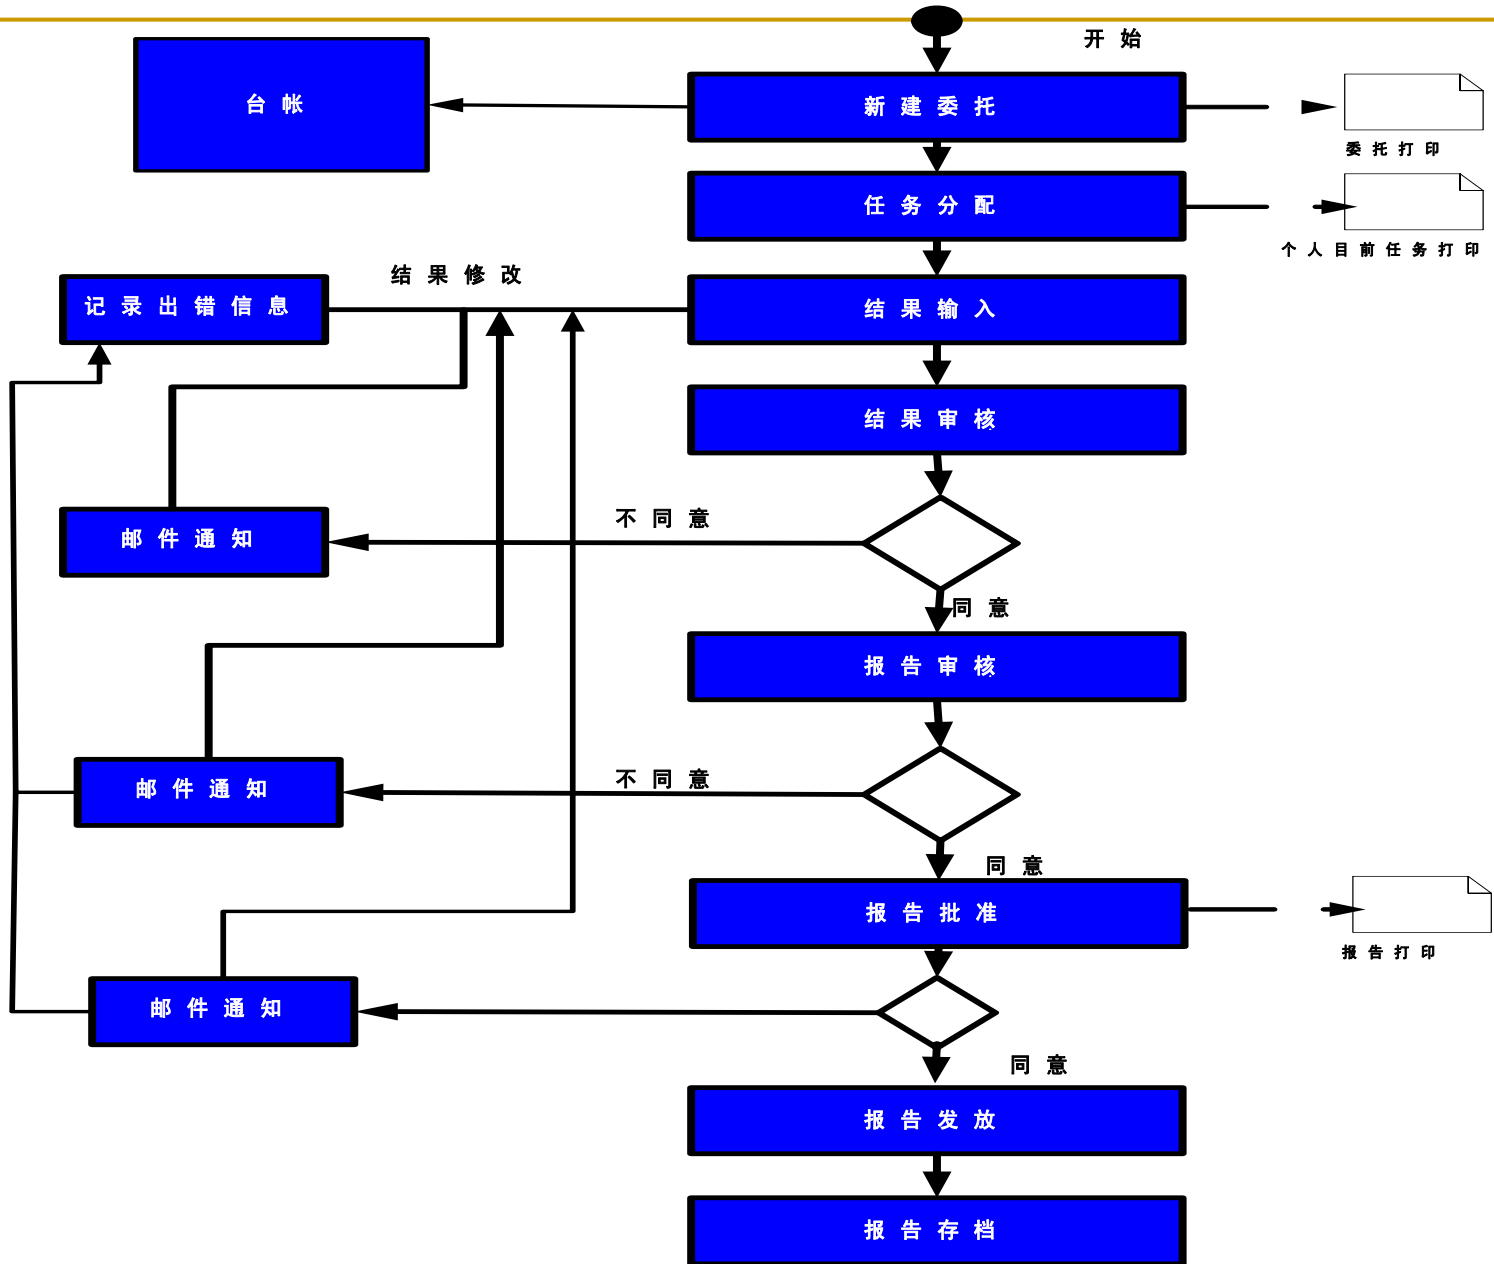 开始
台帐
新建委托
委托打印
任务分配
个人目前任务打印
结果修改
记录出错信息
结果输入
结果审核
不同意
邮件通知
同意
报告审核
不同意
邮件通知
同意
报告批准
报告打印
邮件通知
同意
报告发放
报告存档